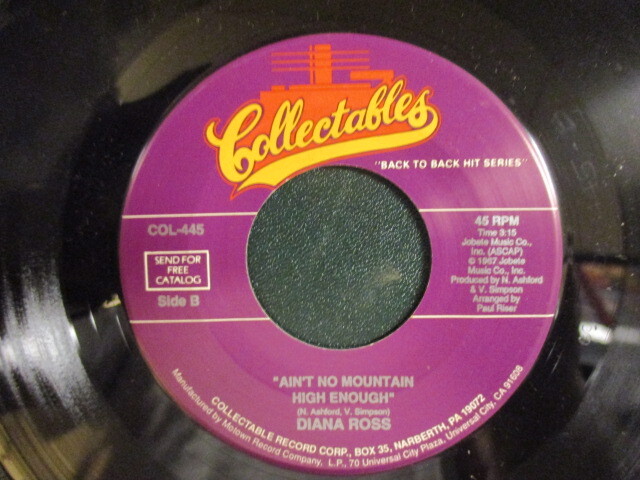 Collectables
"BACK TO BACK HIT SERIES"
COL-445
SEND FOR
FREE
CATALOG
Side B
45 RPM
Time 3:15
Jobete Music Co.,
Inc. (ASCAP)
© 1967 Jobete
Music Co., Inc.
Produced by N. Ashford
& V. Simpson
Arranged by
Paul Riser
"AIN'T NO MOUNTAIN
HIGH ENOUGH"
(N. Ashford, V. Simpson)
DIANA ROSS
COLLECTABLE RECORD CORP., BOX 35, NARBERTH, PA 19072
Manufactured by Motown Record Company, L.P., 70 Universal City Plaza, Universal City, CA 91608